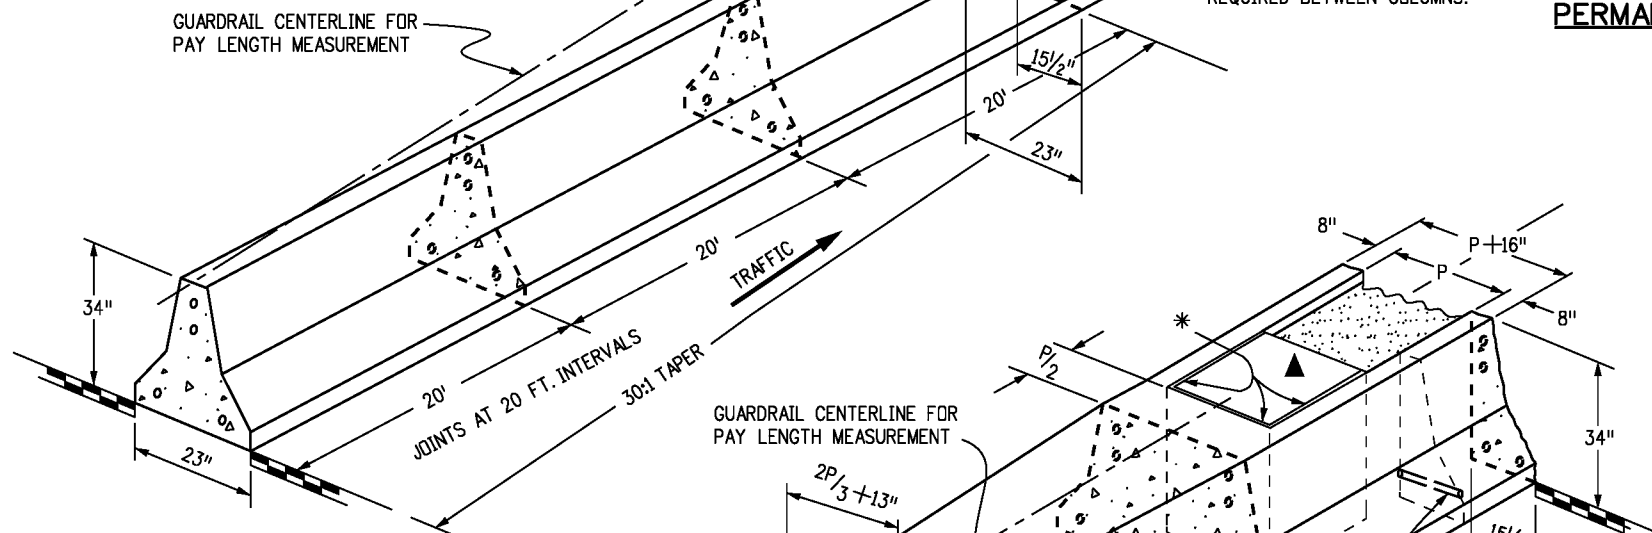 REQUIRED BETWEEN COLUMNS.
PERMA
GUARDRAIL CENTERLINE FOR
PAY LENGTH MEASUREMENT
15 1/2"
20'
23"
20'
TRAFFIC
34"
8"
P+16"
P
8"
*
P/2
20'
JOINTS AT 20 FT. INTERVALS
30:1 TAPER
GUARDRAIL CENTERLINE FOR
PAY LENGTH MEASUREMENT
34"
23"
2P/3+13"